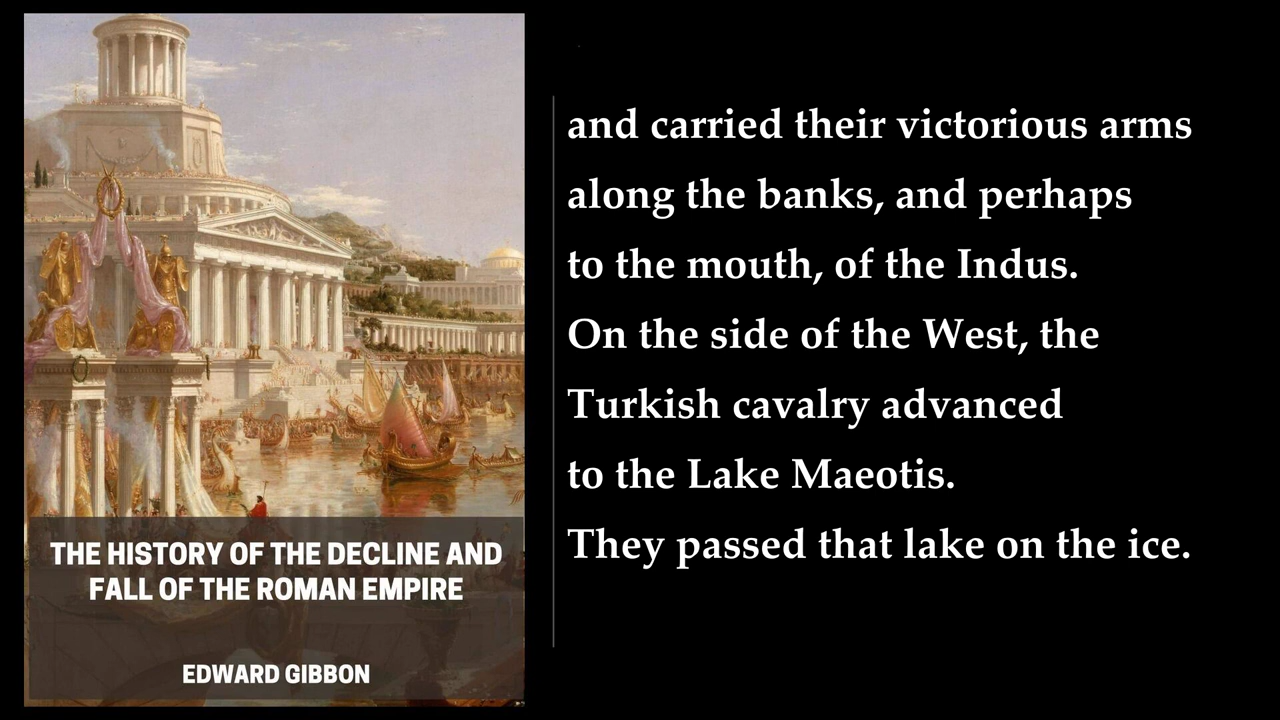 THE HISTORY OF THE DECLINE AND
FALL OF THE ROMAN EMPIRE
EDWARD GIBBON
and carried their victorious arms
along the banks, and perhaps
to the mouth, of the Indus.
On the side of the West, the
Turkish cavalry advanced
to the Lake Maeotis.
They passed that lake on the ice.